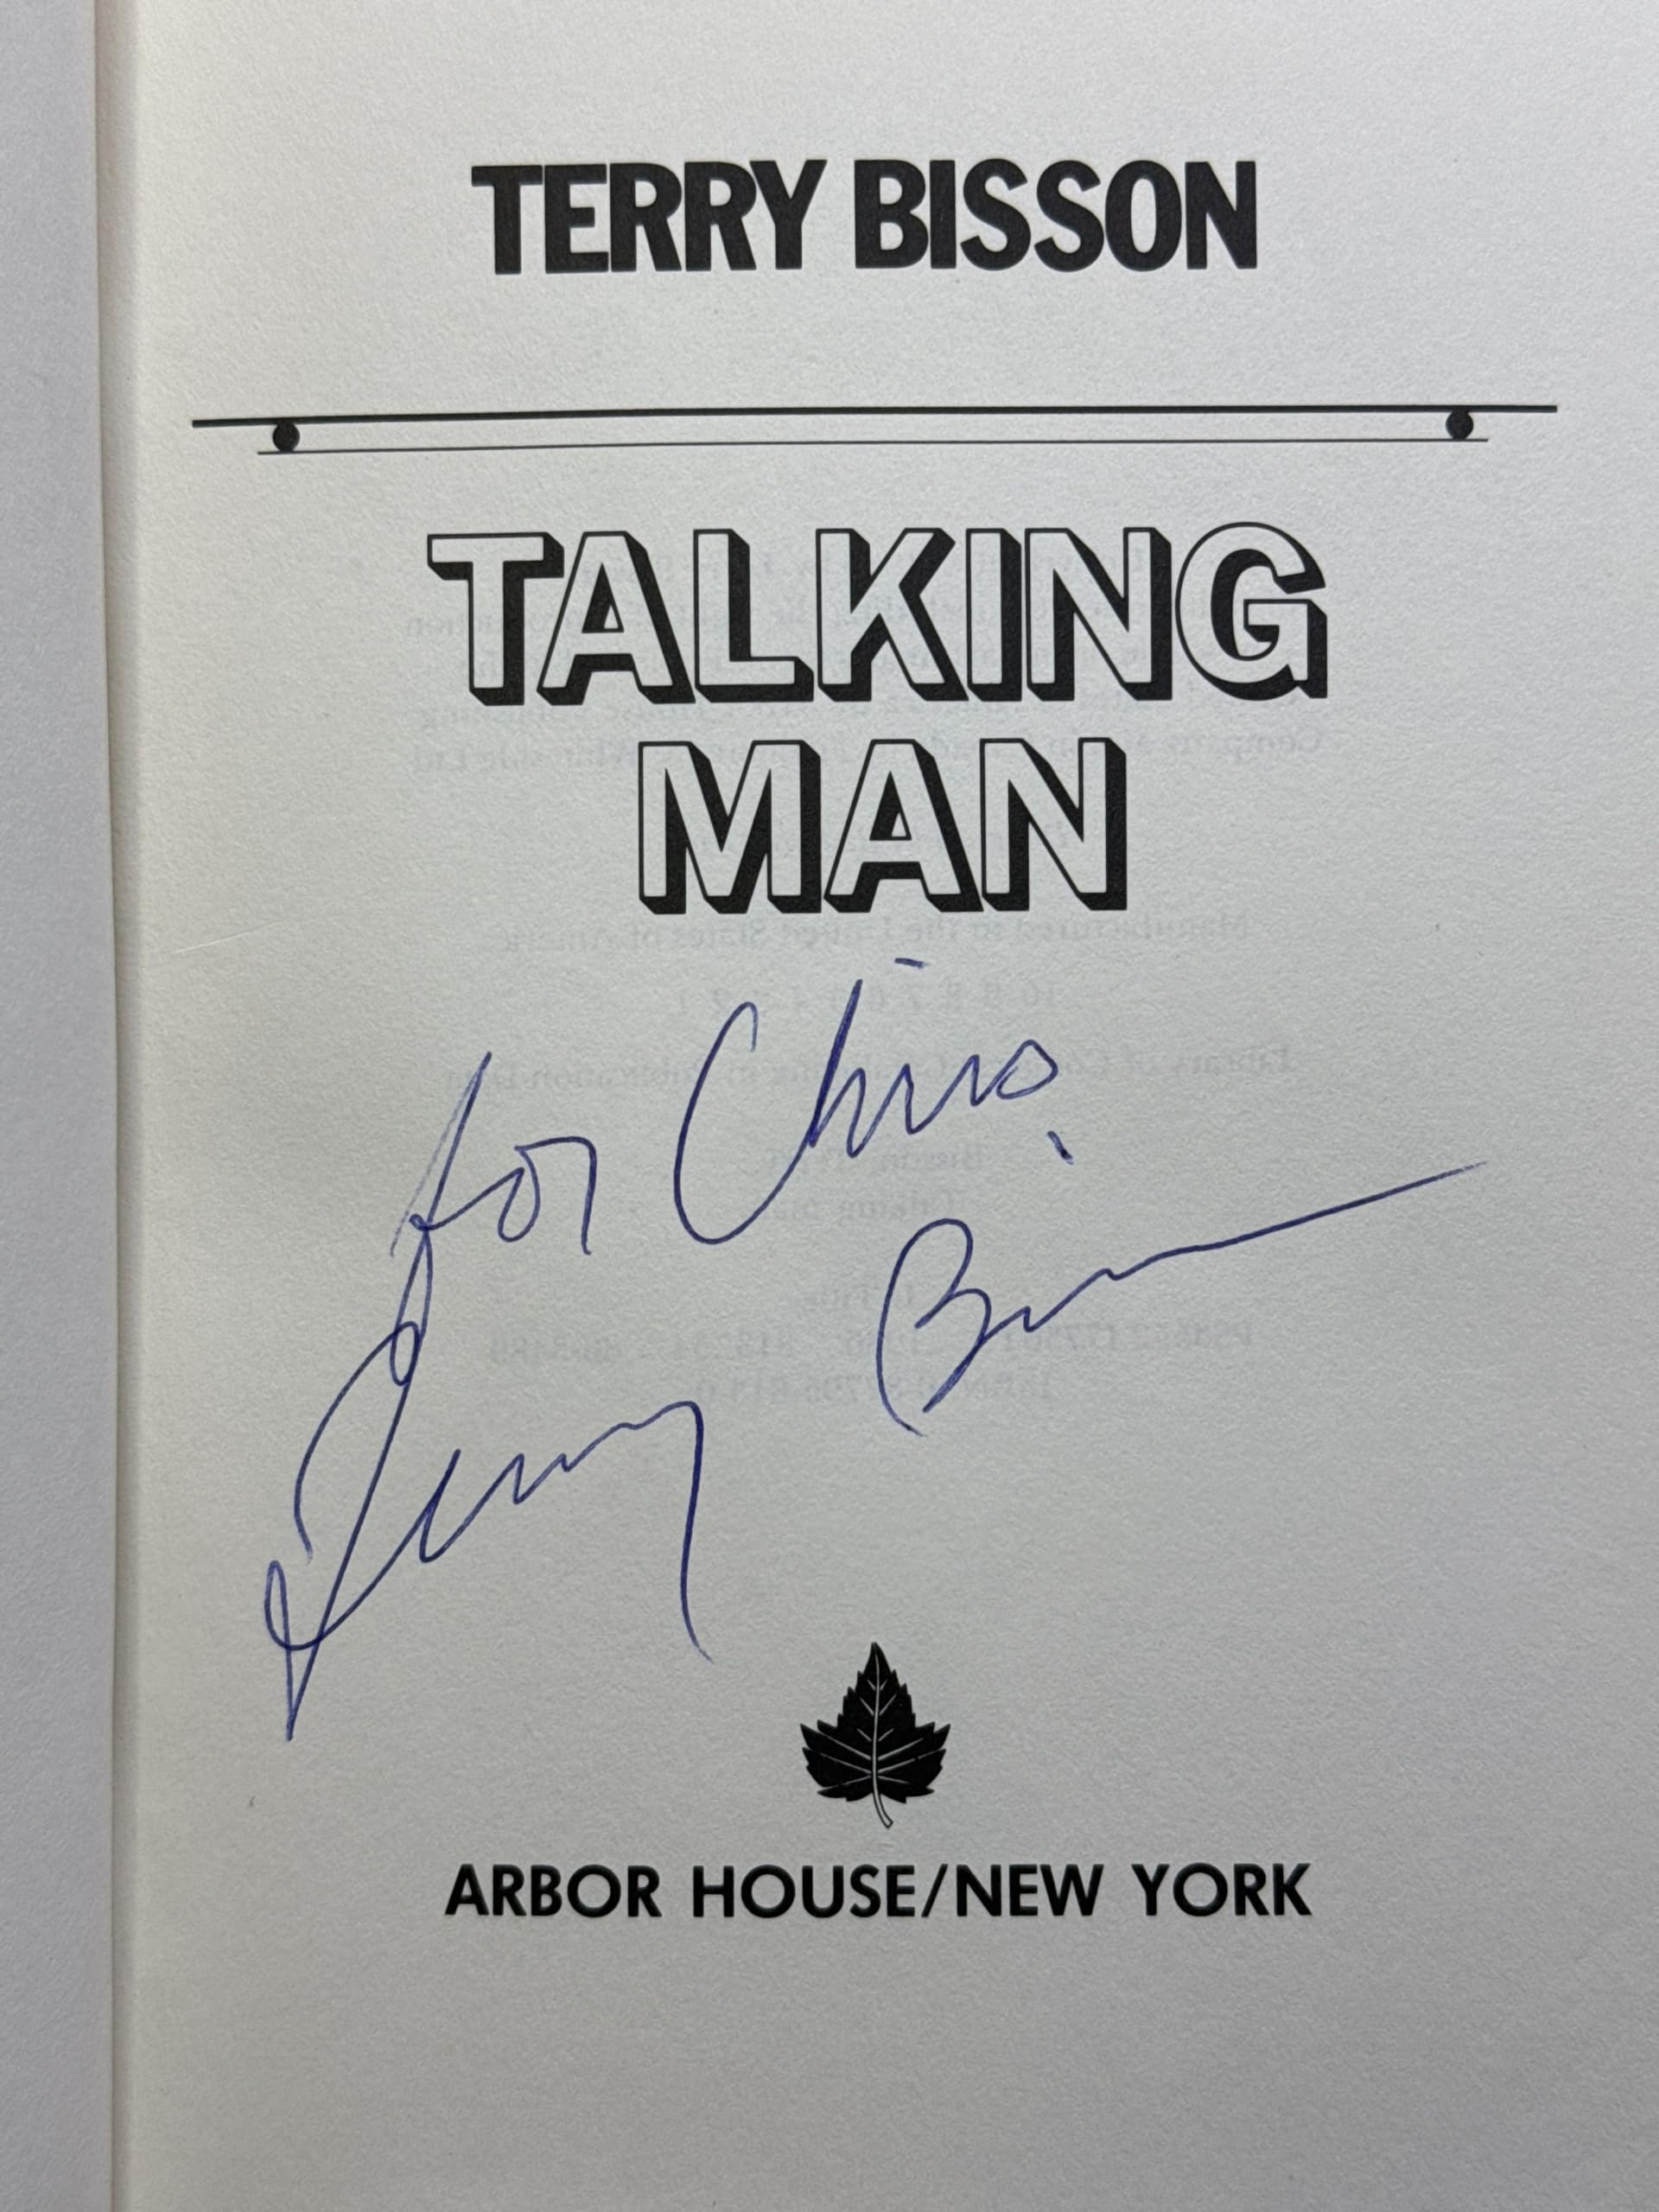 TERRY BISSON
TALKING
MAN
for Chris
Terry Bisson
ARBOR HOUSE/NEW YORK